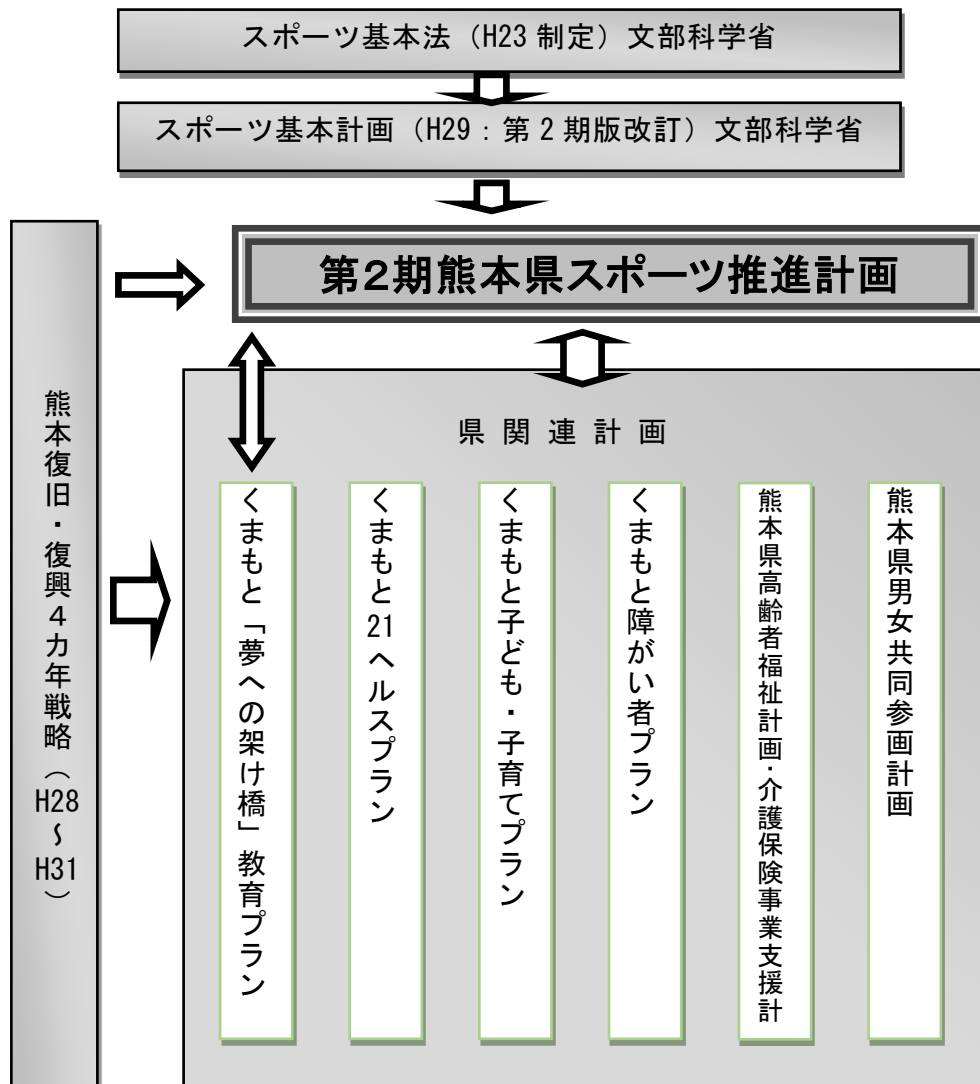 スポーツ基本法（H23 制定）文部科学省
スポーツ基本計画（H29：第２期版改訂）文部科学省
第２期熊本県スポーツ推進計画
熊本復旧・復興４カ年戦略（H28～H31）
県関連計画
くまもと「夢への架け橋」教育プラン
くまもと21ヘルスプラン
くまもと子ども・子育てプラン
くまもと障がい者プラン
熊本県高齢者福祉計画・介護保険事業支援計
熊本県男女共同参画計画